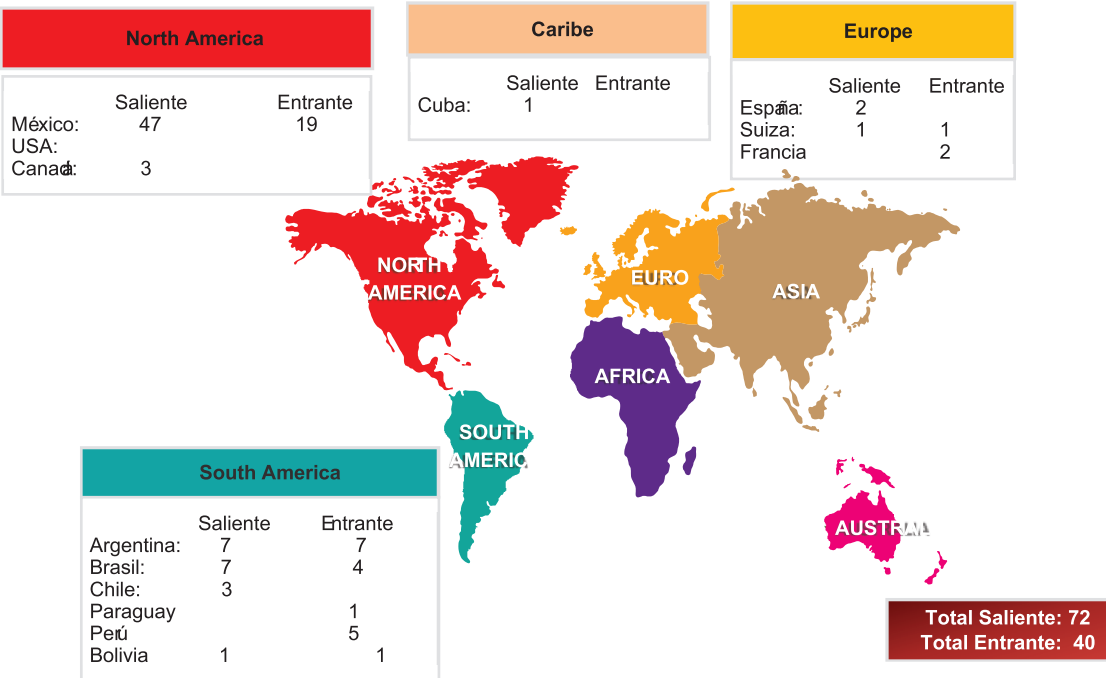 North America
Saliente Entrante
México: 47 19
USA:
Canadá: 3
Caribe
Saliente Entrante
Cuba: 1
Europe
Saliente Entrante
España: 2
Suiza: 1 1
Francia 2
NORTH
AMERICA
EURO
ASIA
AFRICA
SOUTH
AMERIC
AUSTRAL
South America
Saliente Entrante
Argentina: 7 7
Brasil: 7 4
Chile: 3
Paraguay 1
Perú 5
Bolivia 1 1
Total Saliente: 72
Total Entrante: 40